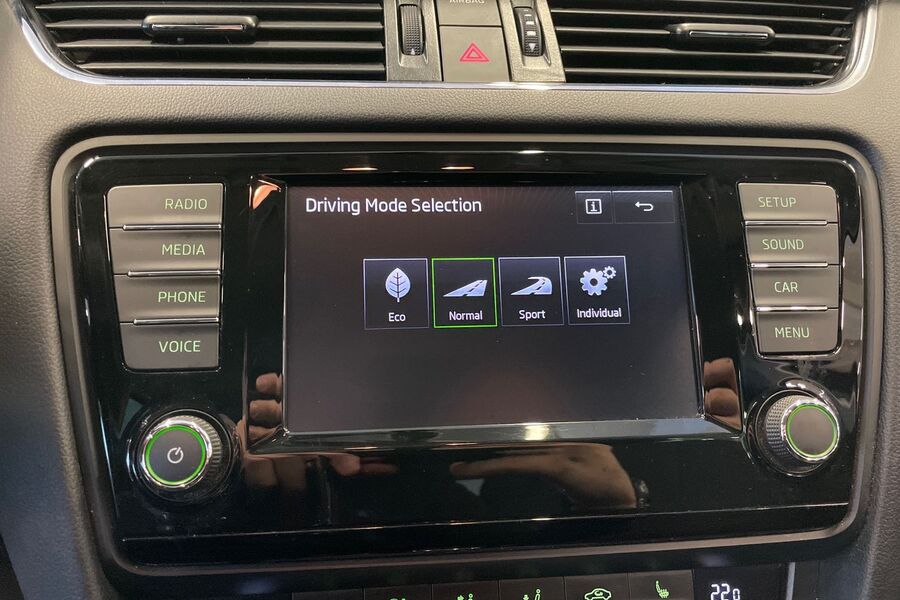 AIRBAG
Driving Mode Selection
i
RADIO
MEDIA
PHONE
VOICE
Eco
Normal
Sport
Individual
SETUP
SOUND
CAR
MENU
22.0